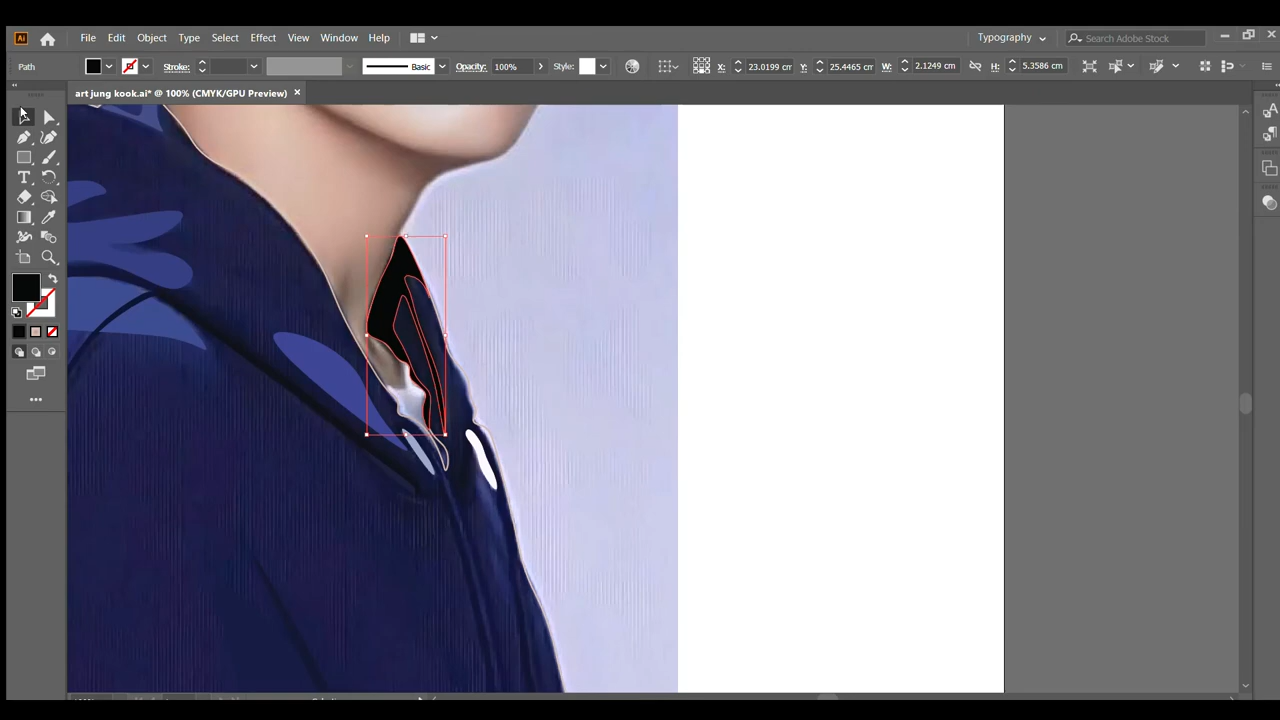 Ai File Edit Object Type Select Effect View Window Help Typography Search Adobe Stock
Path Stroke: Basic Opacity: 100% Style: X: 23.0199 cm Y: 25.4465 cm W: 2.1249 cm H: 5.3586 cm
art jung kook.ai* @ 100% (CMYK/GPU Preview)